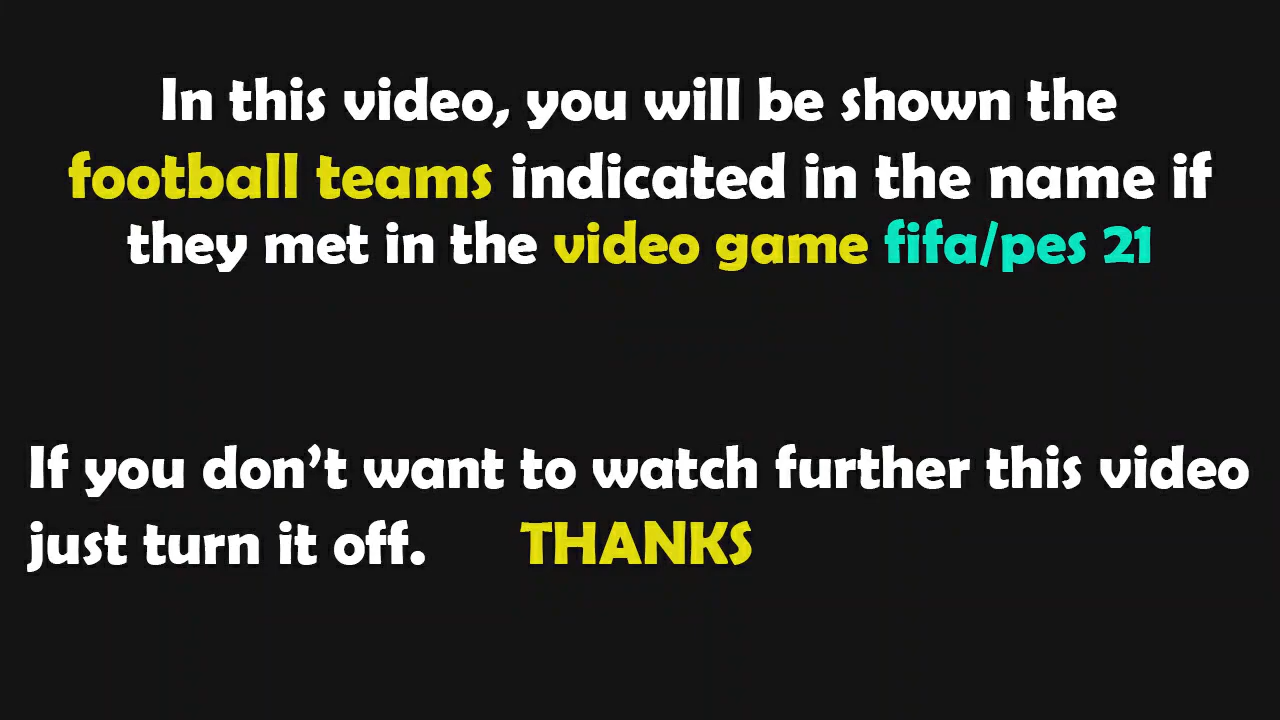 In this video, you will be shown the
football teams indicated in the name if
they met in the video game fifa/pes 21
If you don't want to watch further this video
just turn it off. THANKS